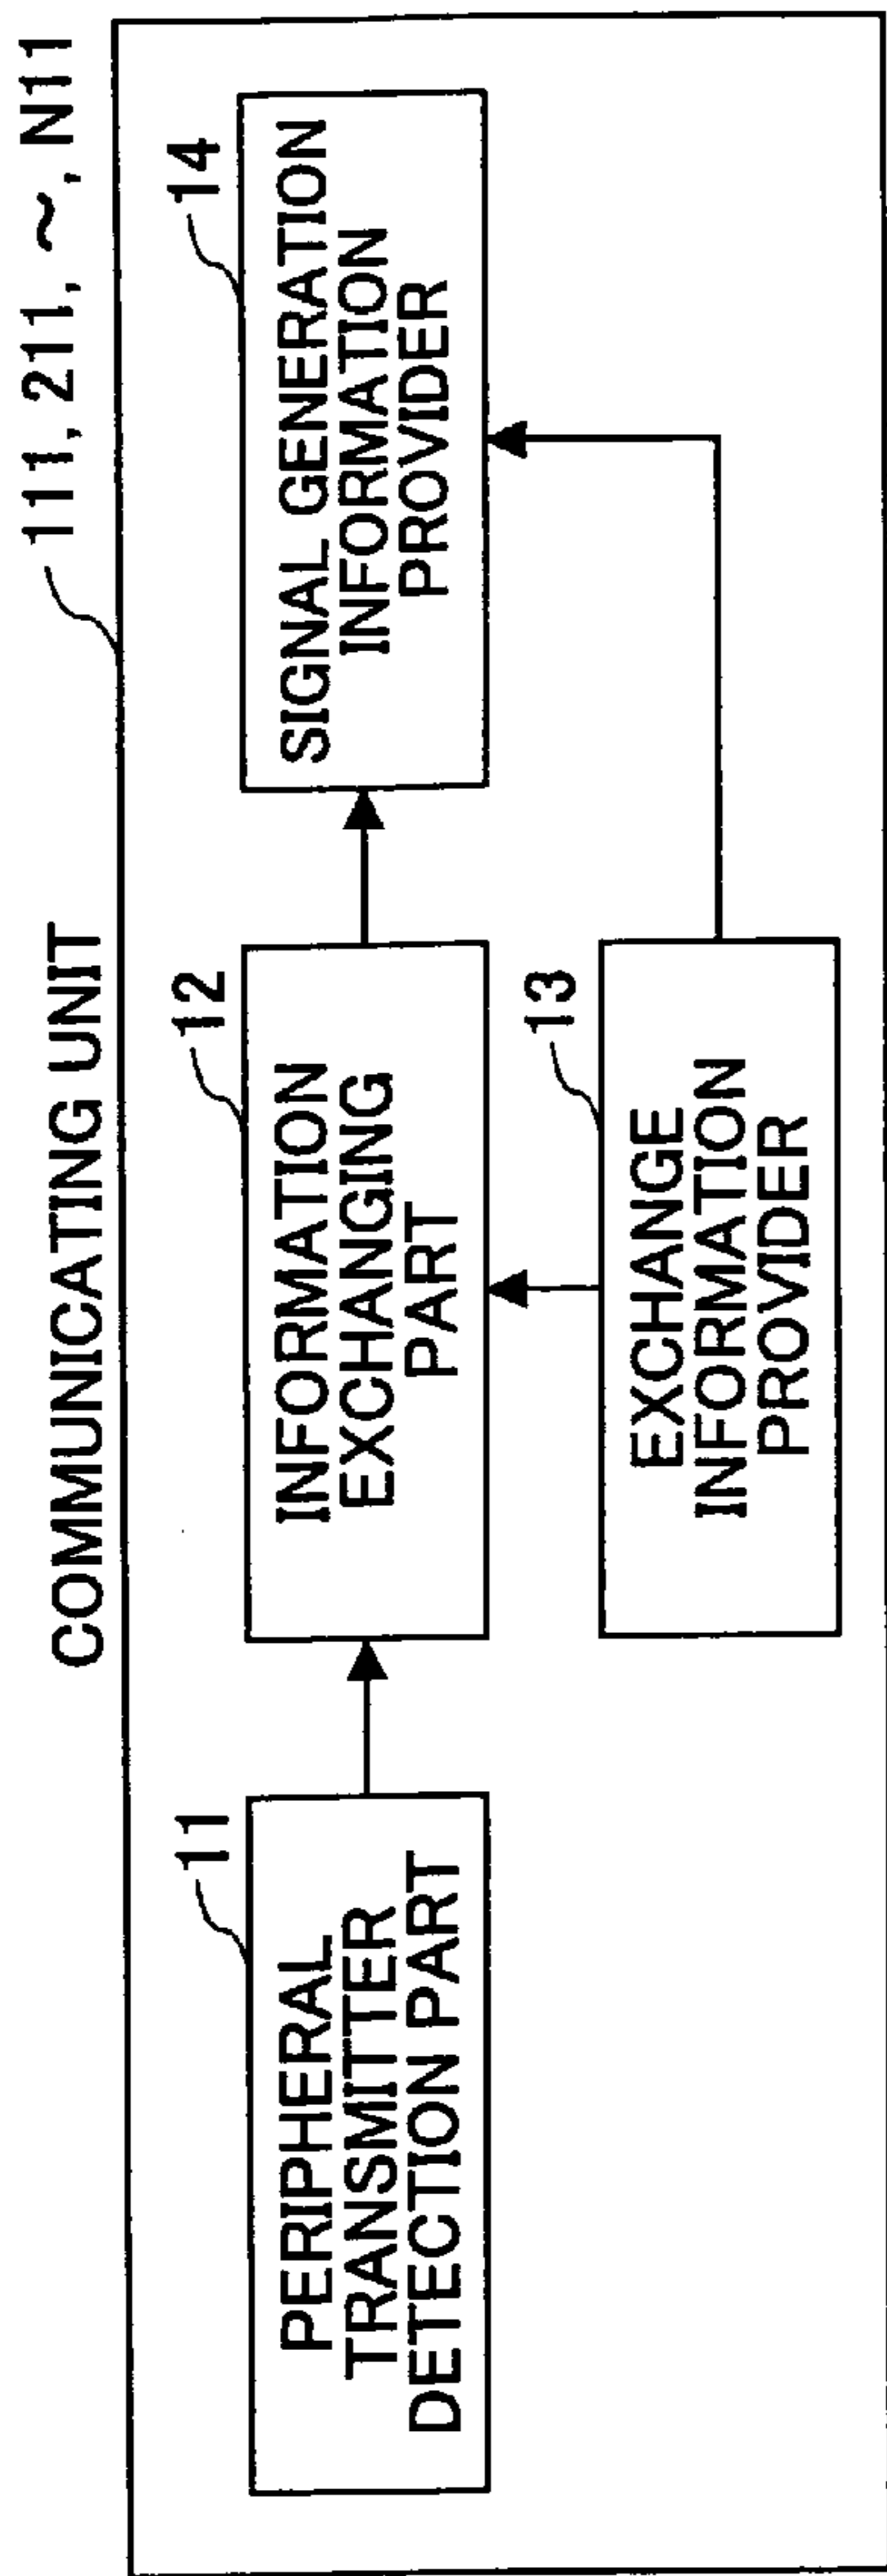 COMMUNICATING UNIT
111, 211, ~, N11
11
PERIPHERAL
TRANSMITTER
DETECTION PART
12
INFORMATION
EXCHANGING
PART
14
SIGNAL GENERATION
INFORMATION
PROVIDER
13
EXCHANGE
INFORMATION
PROVIDER